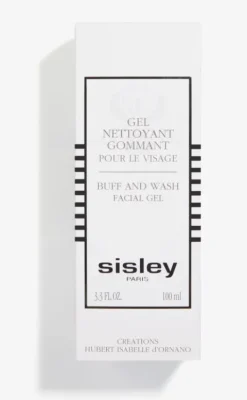 GEL
NETTOYANT
GOMMANT
POUR LE VISAGE
BUFF AND WASH
FACIAL GEL
sisley
PARIS
3.3 FL.OZ. 100 ml
CREATIONS
HUBERT ISABELLE d'ORNANO